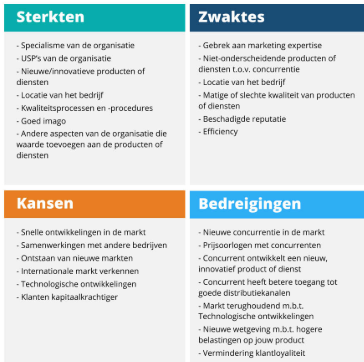 Sterkten
- Specialisme van de organisatie
- USP's van de organisatie
- Nieuwe/innovatieve producten of
diensten
- Locatie van het bedrijf
- Kwaliteitsprocessen en -procedures
- Goed imago
- Andere aspecten van de organisatie die
waarde toevoegen aan de producten of
diensten
Zwaktes
- Gebrek aan marketing expertise
- Niet-onderscheidende producten of
diensten t.o.v. concurrentie
- Locatie van het bedrijf
- Matige of slechte kwaliteit van producten
of diensten
- Beschadigde reputatie
- Efficiency
Kansen
- Snelle ontwikkelingen in de markt
- Samenwerkingen met andere bedrijven
- Ontstaan van nieuwe markten
- Internationale markt verkennen
- Technologische ontwikkelingen
- Klanten kapitaalkrachtiger
Bedreigingen
- Nieuwe concurrentie in de markt
- Prijsoorlogen met concurrenten
- Concurrent ontwikkelt een nieuw,
innovatief product of dienst
- Concurrent heeft betere toegang tot
goede distributiekanalen
- Markt terughoudend m.b.t.
Technologische ontwikkelingen
- Nieuwe wetgeving m.b.t. hogere
belastingen op jouw product
- Vermindering klantloyaliteit